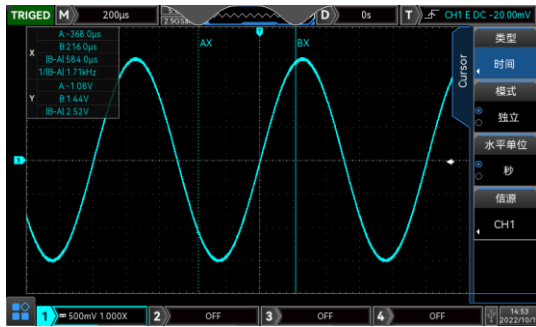 TRIGED M 200µs D 0s T CH1 E DC -20.00mV
AX
BX
X
A:-368.0µs
B:216.0µs
|B-A|:584.0µs
1/|B-A|:1.71kHz
Y
A:-1.08V
B:1.44V
|B-A|:2.52V
Cursor
类型
时间
模式
独立
水平单位
秒
信源
CH1
1
1 500mV 1.000X 2 OFF 3 OFF 4 OFF
14:53